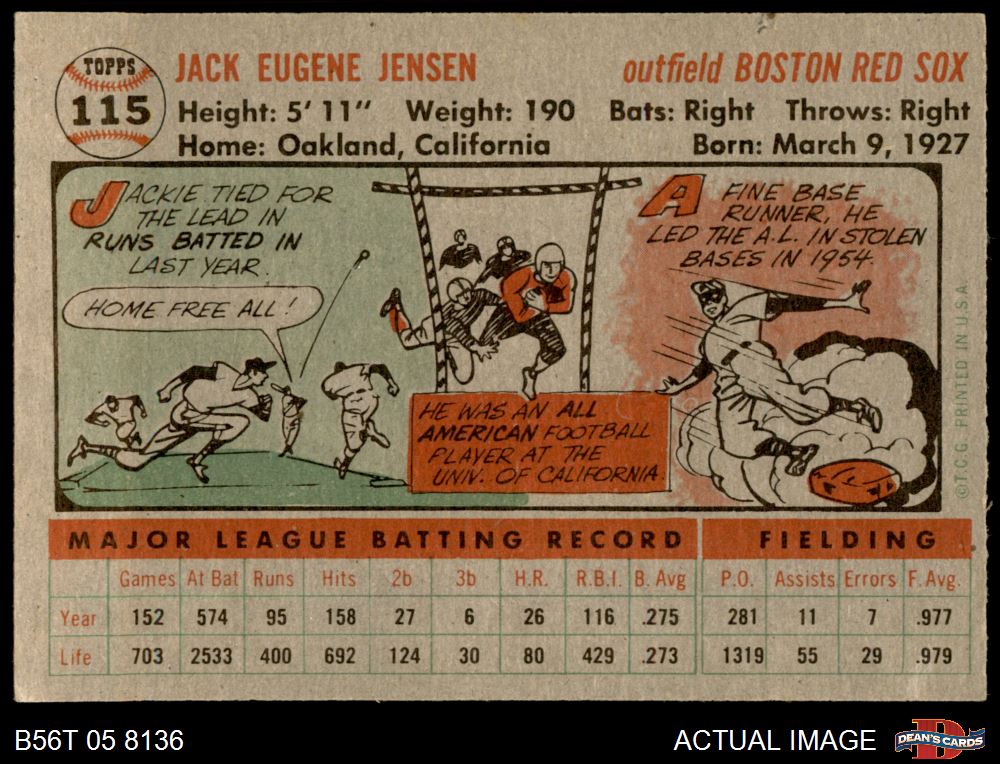 TOPPS
115
JACK EUGENE JENSEN outfield BOSTON RED SOX
Height: 5' 11" Weight: 190 Bats: Right Throws: Right
Home: Oakland, California Born: March 9, 1927
JACKIE TIED FOR
THE LEAD IN
RUNS BATTED IN
LAST YEAR.
HOME FREE ALL!
HE WAS AN ALL
AMERICAN FOOTBALL
PLAYER AT THE
UNIV. OF CALIFORNIA.
A FINE BASE
RUNNER, HE
LED THE A.L. IN STOLEN
BASES IN 1954.
©T.C.G. PRINTED IN U.S.A.
MAJOR LEAGUE BATTING RECORD FIELDING
Games At Bat Runs Hits 2b 3b H.R. R.B.I. B. Avg P.O. Assists Errors F. Avg.
Year 152 574 95 158 27 6 26 116 .275 281 11 7 .977
Life 703 2533 400 692 124 30 80 429 .273 1319 55 29 .979
B56T 05 8136 ACTUAL IMAGE D DEAN'S CARDS